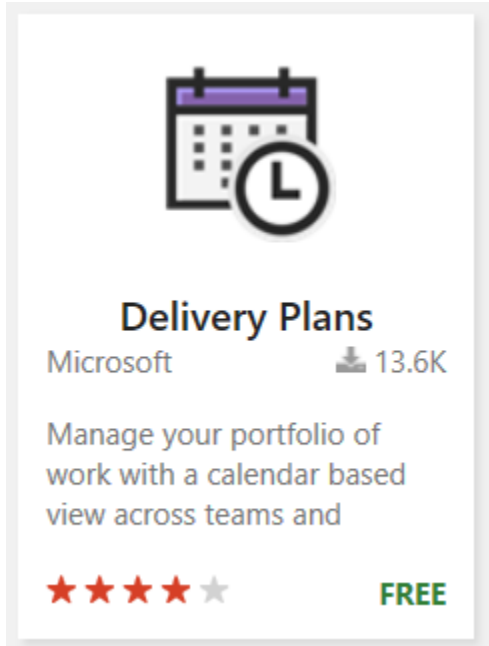 Delivery Plans
Microsoft 13.6K
Manage your portfolio of
work with a calendar based
view across teams and
FREE